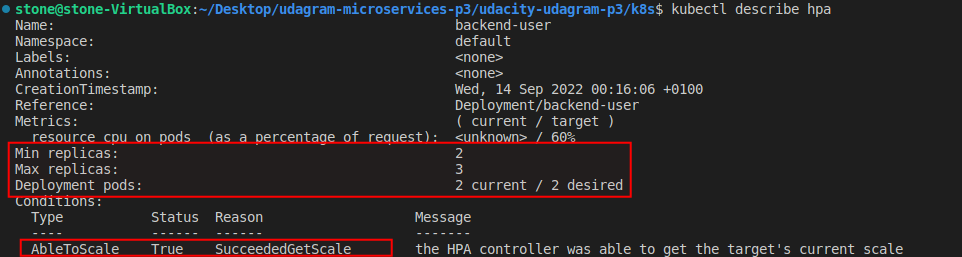 stone@stone-VirtualBox:~/Desktop/udagram-microservices-p3/udacity-udagram-p3/k8s$ kubectl describe hpa
Name: backend-user
Namespace: default
Labels: <none>
Annotations: <none>
CreationTimestamp: Wed, 14 Sep 2022 00:16:06 +0100
Reference: Deployment/backend-user
Metrics: ( current / target )
resource cpu on pods (as a percentage of request): <unknown> / 60%
Min replicas: 2
Max replicas: 3
Deployment pods: 2 current / 2 desired
Conditions:
Type Status Reason Message
---- ------ ------ -------
AbleToScale True SucceededGetScale the HPA controller was able to get the target's current scale